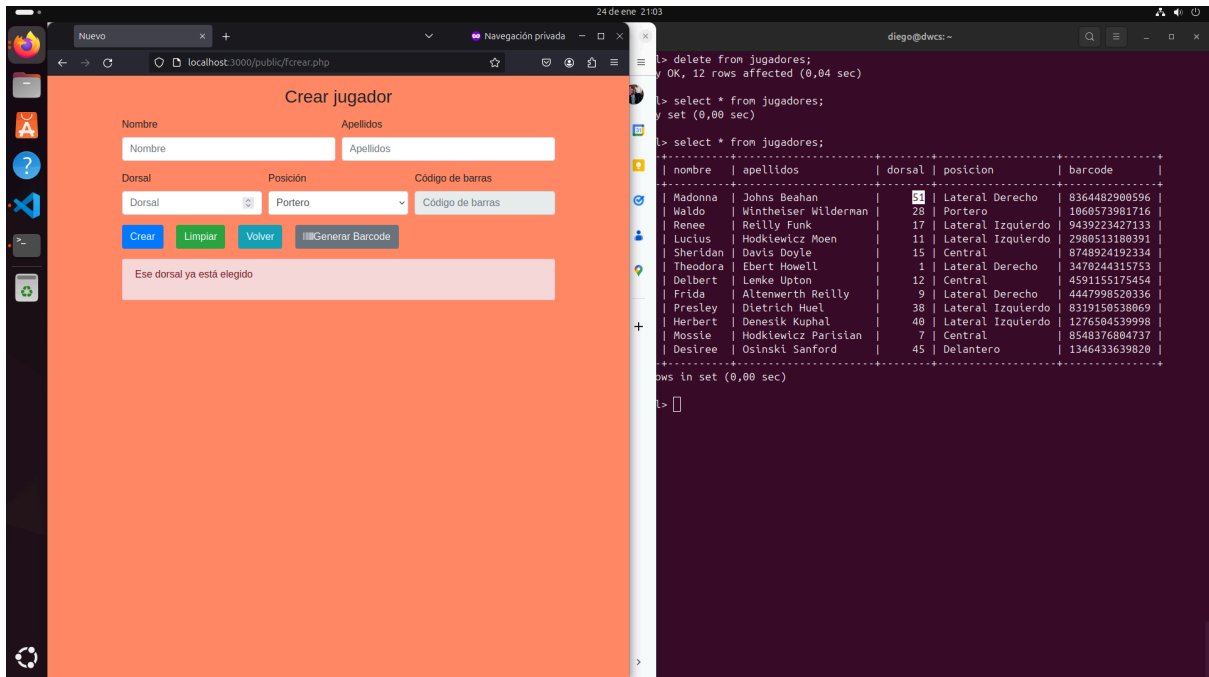 24 de ene 21:03
Nuevo
Navegación privada
localhost:3000/public/fcrear.php
Crear jugador
Nombre Apellidos
Nombre Apellidos
Dorsal Posición Código de barras
Dorsal Portero Código de barras
Crear Limpiar Volver Generar Barcode
Ese dorsal ya está elegido
31
diego@dwcs: ~
l> delete from jugadores;
y OK, 12 rows affected (0,04 sec)
l> select * from jugadores;
y set (0,00 sec)
l> select * from jugadores;
-+----------+----------------------+--------+-------------------+---------------+
| nombre | apellidos | dorsal | posicion | barcode |
-+----------+----------------------+--------+-------------------+---------------+
| Madonna | Johns Beahan | 51 | Lateral Derecho | 8364482900596 |
| Waldo | Wintheiser Wilderman | 28 | Portero | 1060573981716 |
| Renee | Reilly Funk | 17 | Lateral Izquierdo | 9439223427133 |
| Lucius | Hodkiewicz Moen | 11 | Lateral Izquierdo | 2980513180391 |
| Sheridan | Davis Doyle | 15 | Central | 8748924192334 |
| Theodora | Ebert Howell | 1 | Lateral Derecho | 3470244315753 |
| Delbert | Lemke Upton | 12 | Central | 4591155175454 |
| Frida | Altenwerth Reilly | 9 | Lateral Derecho | 4447998520336 |
| Presley | Dietrich Huel | 38 | Lateral Izquierdo | 8319150538069 |
| Herbert | Denesik Kuphal | 40 | Lateral Izquierdo | 1276504539998 |
| Mossie | Hodkiewicz Parisian | 7 | Central | 8548376804737 |
| Desiree | Osinski Sanford | 45 | Delantero | 1346433639820 |
-+----------+----------------------+--------+-------------------+---------------+
ows in set (0,00 sec)
l>